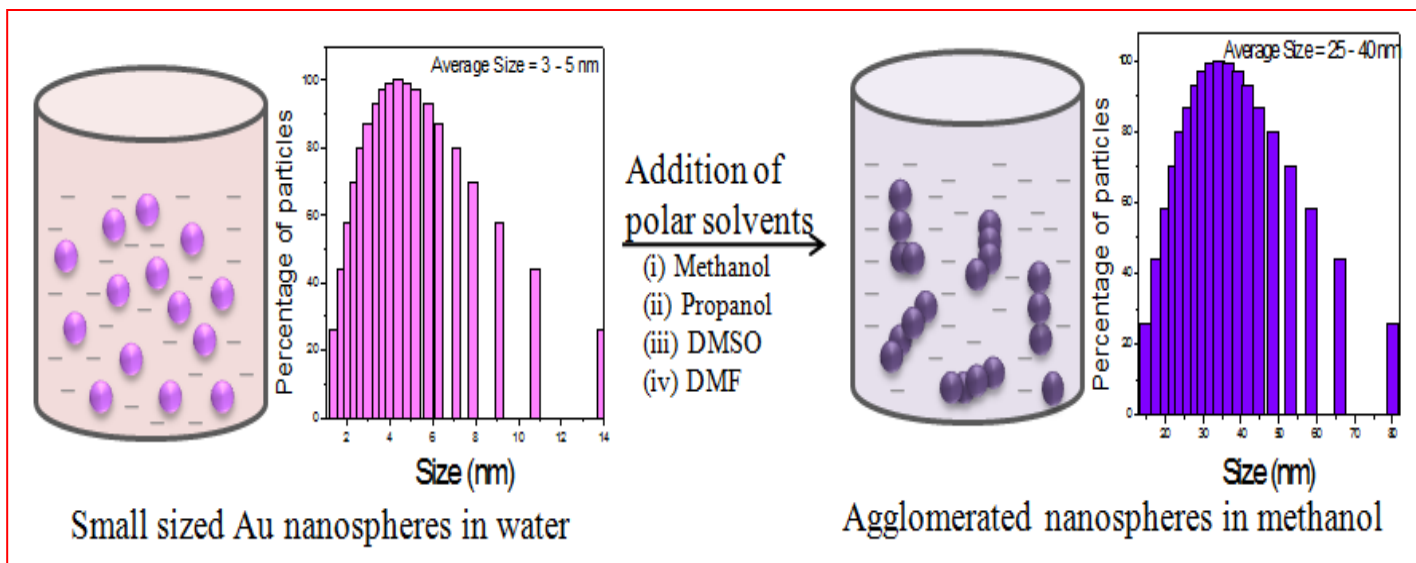 Average Size = 3 - 5 nm
Percentage of particles
100
80
60
40
20
0
2 4 6 8 10 12 14
Size (nm)
Small sized Au nanospheres in water
Addition of
polar solvents
(i) Methanol
(ii) Propanol
(iii) DMSO
(iv) DMF
Average Size = 25 - 40 nm
Percentage of particles
100
80
60
40
20
0
20 30 40 50 60 70 80
Size (nm)
Agglomerated nanospheres in methanol